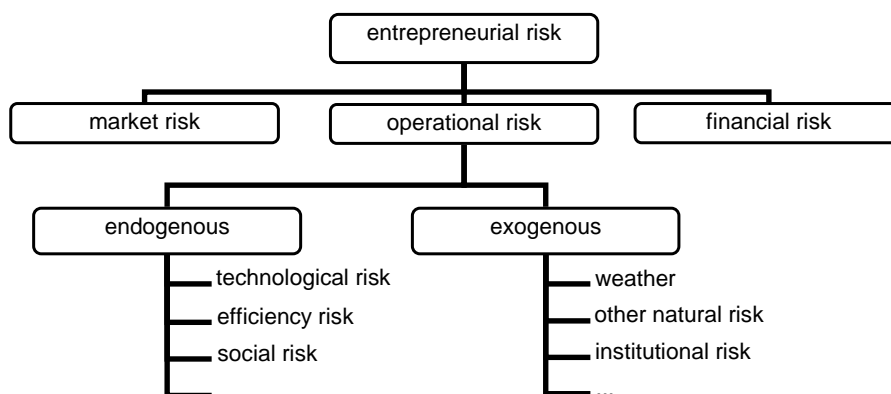 entrepreneurial risk
market risk
operational risk
financial risk
endogenous
exogenous
technological risk
efficiency risk
social risk
weather
other natural risk
institutional risk
...